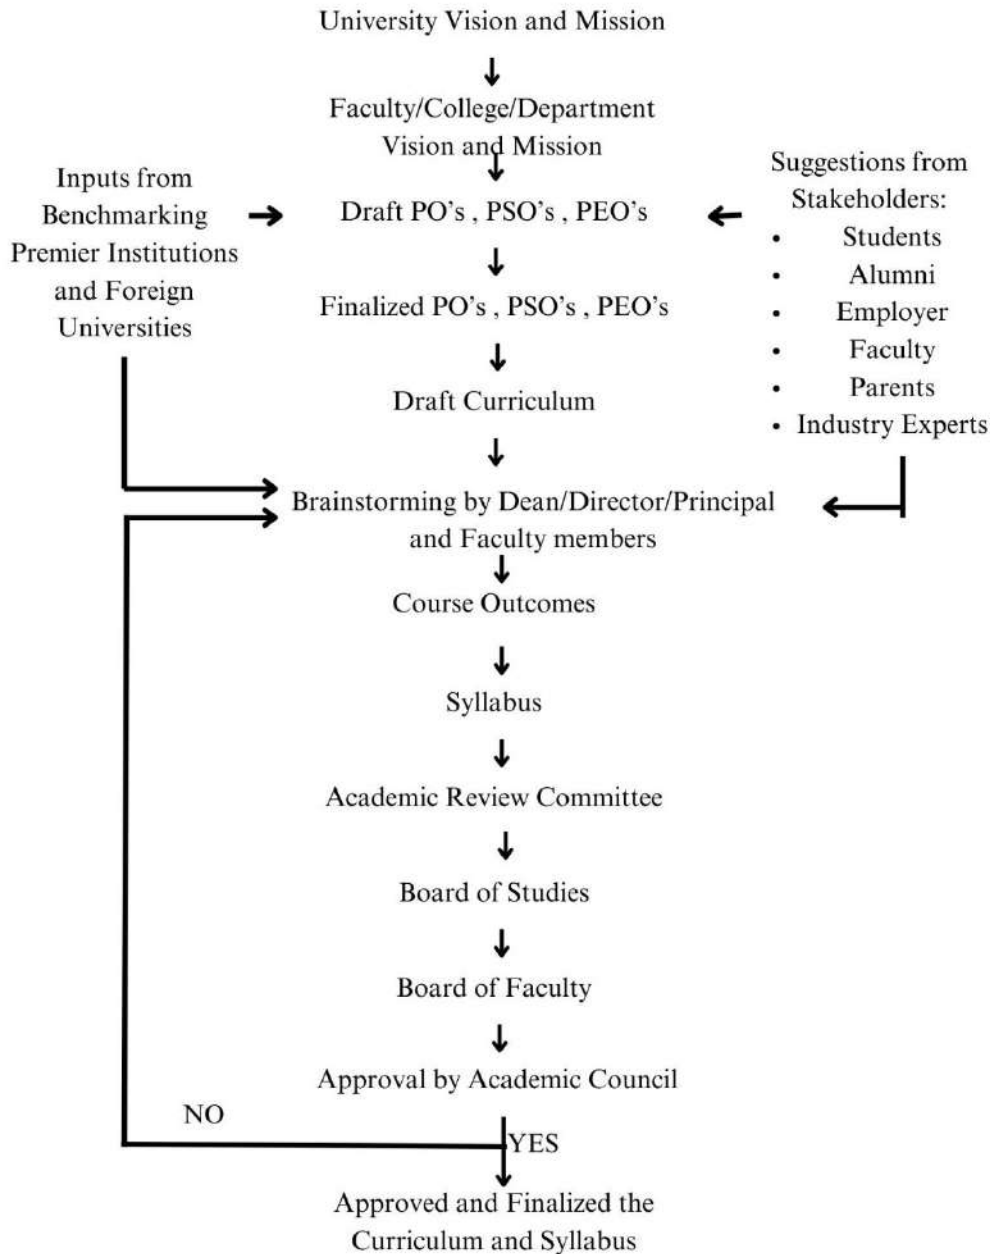 University Vision and Mission
Faculty/College/Department
Vision and Mission
Inputs from
Benchmarking
Premier Institutions
and Foreign
Universities
Draft PO's , PSO's , PEO's
Suggestions from
Stakeholders:
• Students
• Alumni
• Employer
• Faculty
• Parents
• Industry Experts
Finalized PO's , PSO's , PEO's
Draft Curriculum
Brainstorming by Dean/Director/Principal
and Faculty members
Course Outcomes
Syllabus
Academic Review Committee
Board of Studies
Board of Faculty
Approval by Academic Council
NO
YES
Approved and Finalized the
Curriculum and Syllabus